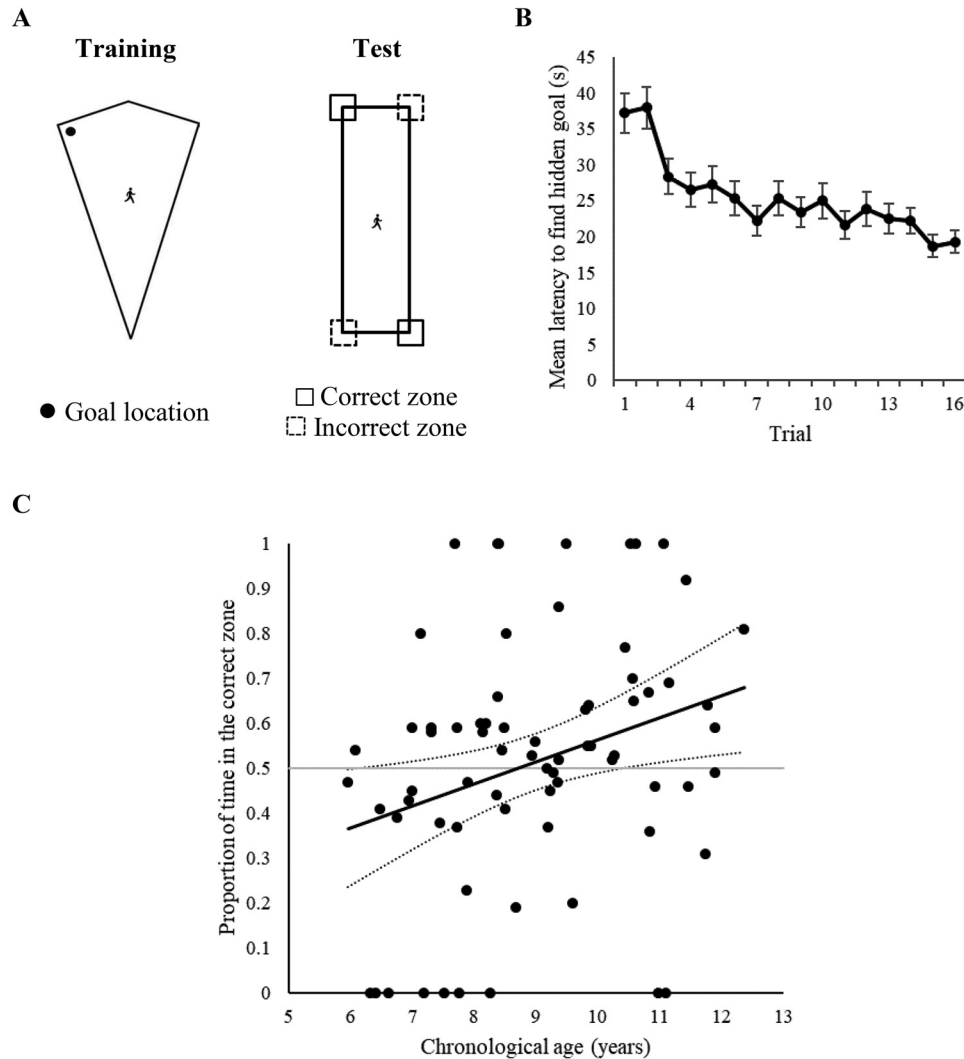 A
Training
Test
Goal location
Correct zone
Incorrect zone
B
Mean latency to find hidden goal (s)
45
40
35
30
25
20
15
10
5
0
1 4 7 10 13 16
Trial
C
Proportion of time in the correct zone
1
0.9
0.8
0.7
0.6
0.5
0.4
0.3
0.2
0.1
0
5 6 7 8 9 10 11 12 13
Chronological age (years)